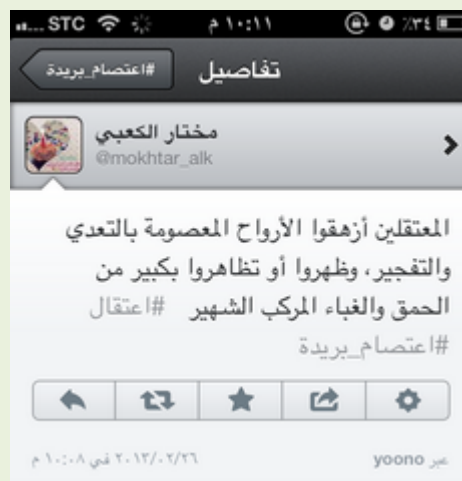 STC ١٠:١١ م ٪٣٤
#اعتصام_بريدة تفاصيل
مختار الكعبي
@mokhtar_alk
المعتقلين أزهقوا الأرواح المعصومة بالتعدي
والتفجير، وظهروا أو تظاهروا بكبير من
الحمق والغباء المركب الشهير #اعتقال
#اعتصام_بريدة
٢٠١٣/٠٢/٢٦ في ١٠:٠٨ م
عبر yoono